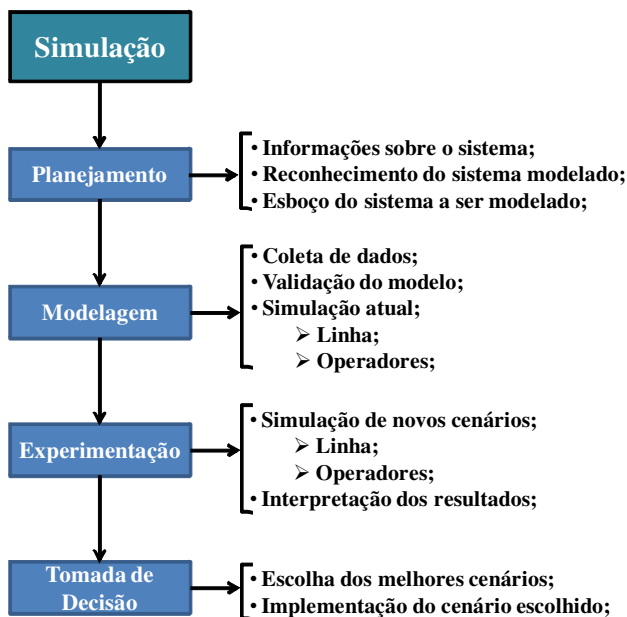 Simulação
Planejamento
• Informações sobre o sistema;
• Reconhecimento do sistema modelado;
• Esboço do sistema a ser modelado;
Modelagem
• Coleta de dados;
• Validação do modelo;
• Simulação atual;
➢ Linha;
➢ Operadores;
Experimentação
• Simulação de novos cenários;
➢ Linha;
➢ Operadores;
• Interpretação dos resultados;
Tomada de
Decisão
• Escolha dos melhores cenários;
• Implementação do cenário escolhido;